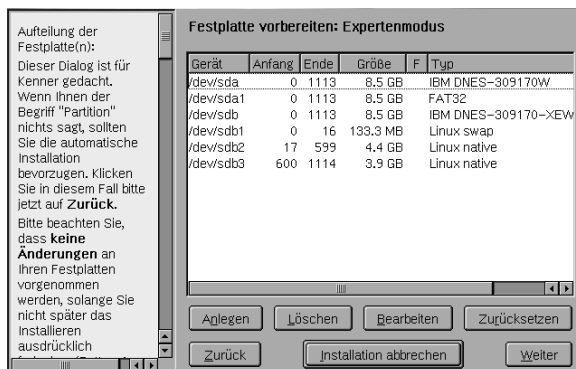 Aufteilung der
Festplatte(n):
Dieser Dialog ist für
Kenner gedacht.
Wenn Ihnen der
Begriff "Partition"
nichts sagt, sollten
Sie die automatische
Installation
bevorzugen. Klicken
Sie in diesem Fall bitte
jetzt auf Zurück.
Bitte beachten Sie,
dass keine
Änderungen an
Ihren Festplatten
vorgenommen
werden, solange Sie
nicht später das
Installieren
ausdrücklich
Festplatte vorbereiten: Expertenmodus
Gerät Anfang Ende Größe F Typ
/dev/sda 0 1113 8.5 GB IBM DNES-309170W
/dev/sda1 0 1113 8.5 GB FAT32
/dev/sdb 0 1113 8.5 GB IBM DNES-309170-XEW
/dev/sdb1 0 16 133.3 MB Linux swap
/dev/sdb2 17 599 4.4 GB Linux native
/dev/sdb3 600 1114 3.9 GB Linux native
Anlegen Löschen Bearbeiten Zurücksetzen
Zurück Installation abbrechen Weiter